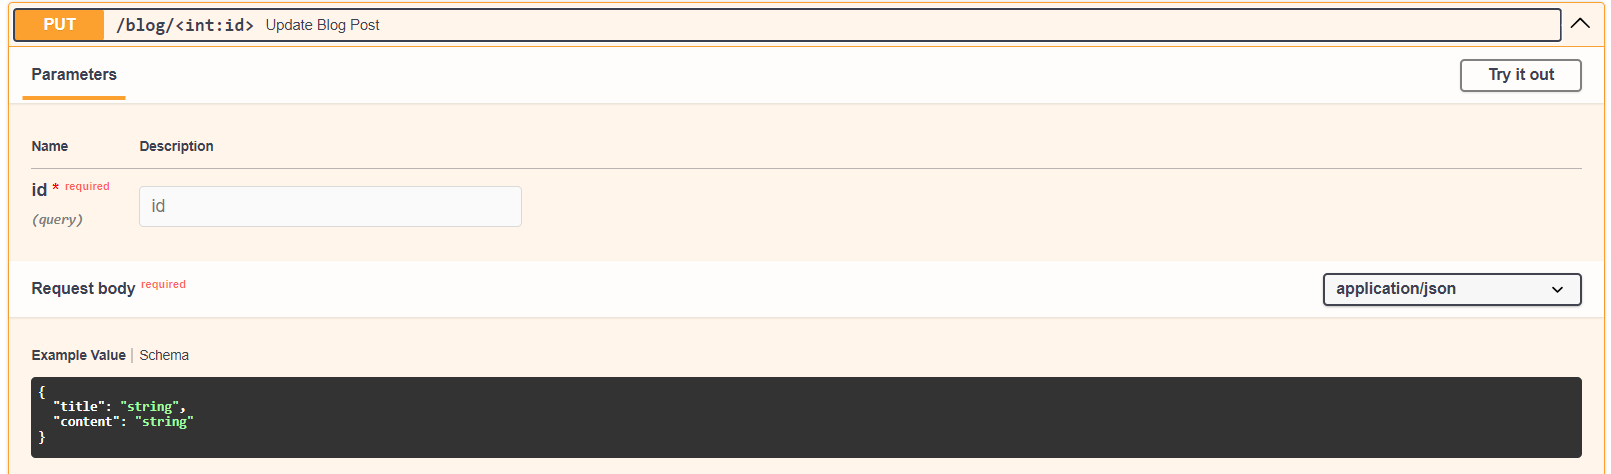 PUT /blog/<int:id> Update Blog Post
Parameters
Try it out
Name Description
id * required
id
(query)
Request body required
application/json
Example Value | Schema
{
  "title": "string",
  "content": "string"
}